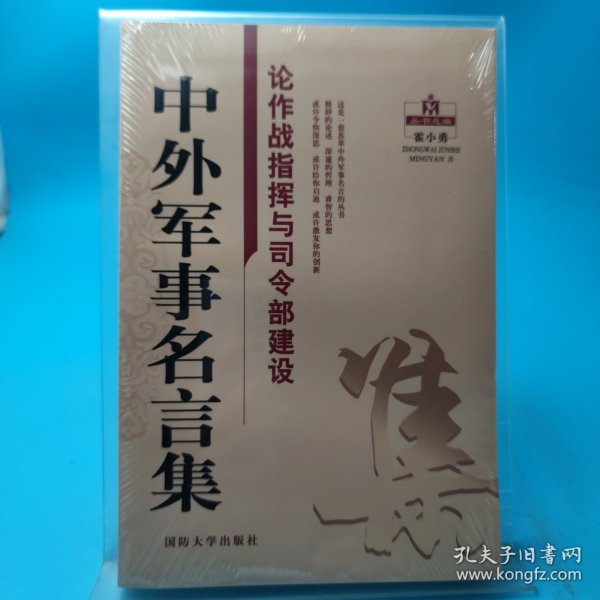 中外军事名言集
论作战指挥与司令部建设
这是一套荟萃中外军事名言的丛书
精辟的论述 深邃的哲理 睿智的思想
或许令你深思 或许给你启迪 或许激发你的创新
丛书总编
霍小勇
ZHONGWAI JUNSHI
MINGYAN JI
集
国防大学出版社
孔夫子旧书网
www.kongfz.com